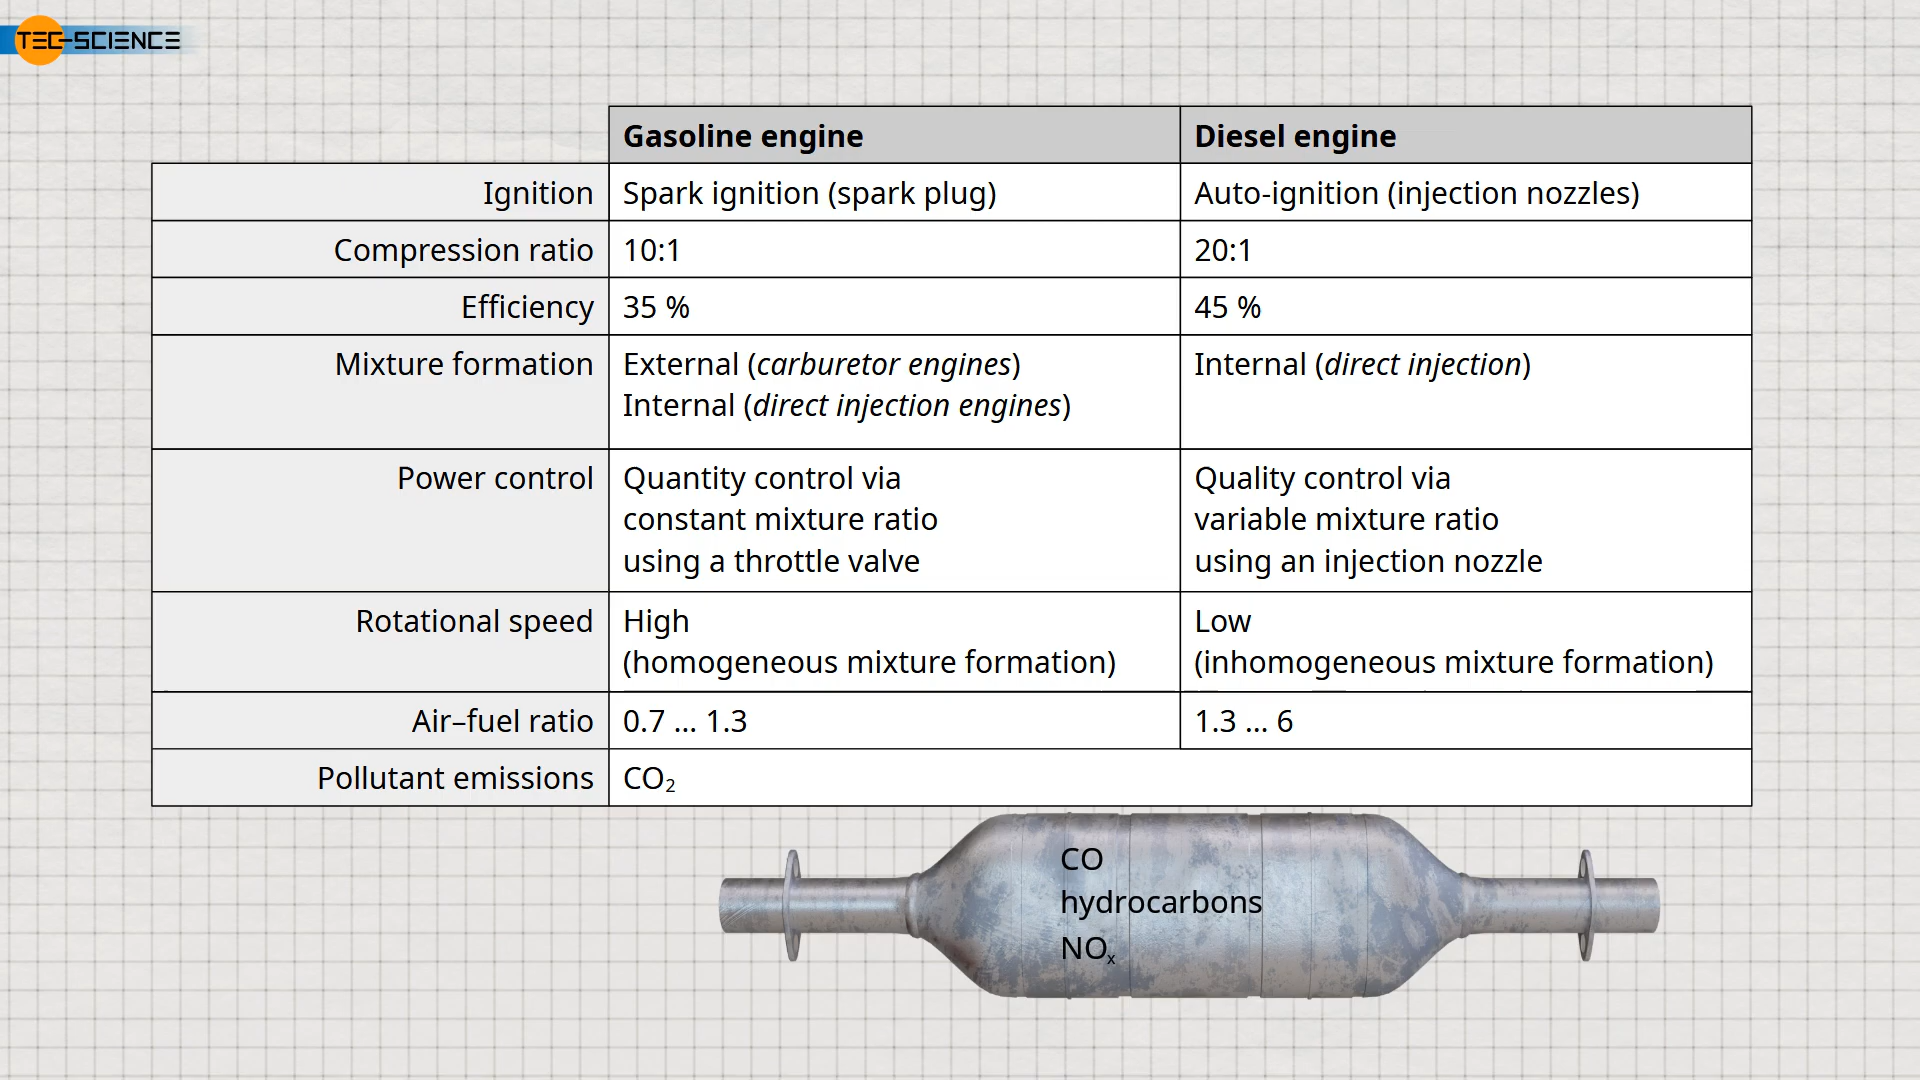 TEC-SCIENCE
Gasoline engine Diesel engine
Ignition Spark ignition (spark plug) Auto-ignition (injection nozzles)
Compression ratio 10:1 20:1
Efficiency 35 % 45 %
Mixture formation External (carburetor engines) Internal (direct injection)
Internal (direct injection engines)
Power control Quantity control via Quality control via
constant mixture ratio variable mixture ratio
using a throttle valve using an injection nozzle
Rotational speed High Low
(homogeneous mixture formation) (inhomogeneous mixture formation)
Air–fuel ratio 0.7 ... 1.3 1.3 ... 6
Pollutant emissions CO₂
CO
hydrocarbons
NOₓ